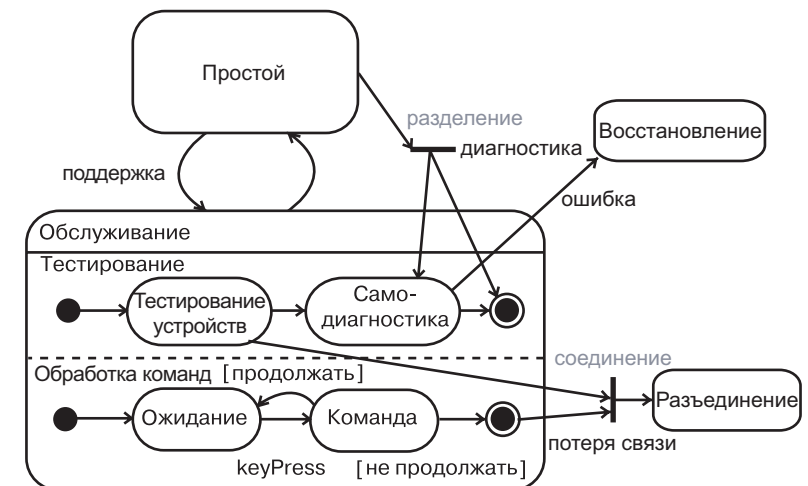 Простой
разделение
диагностика
Восстановление
поддержка
ошибка
Обслуживание
Тестирование
Тестирование
устройств
Само-
диагностика
соединение
Обработка команд [продолжать]
Ожидание
Команда
Разъединение
потеря связи
keyPress [не продолжать]